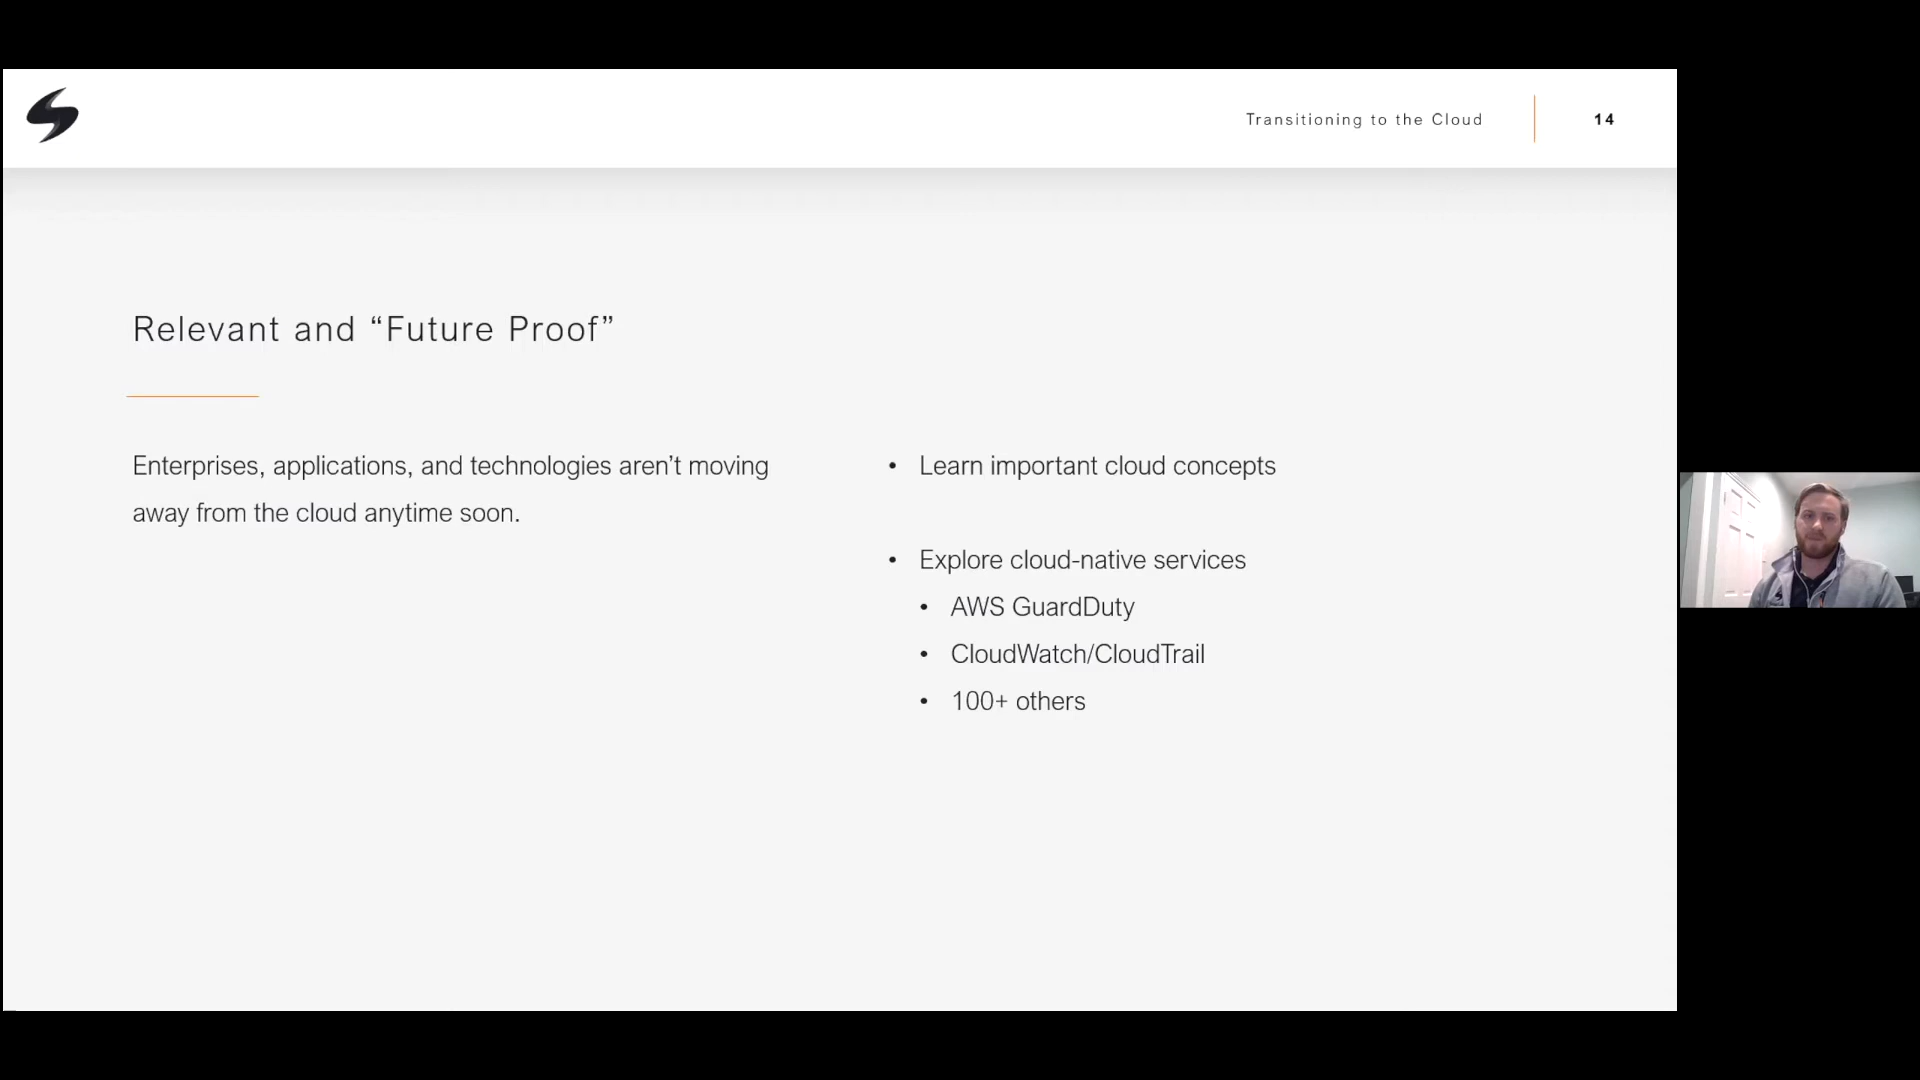 Transitioning to the Cloud
14
Relevant and “Future Proof”
Enterprises, applications, and technologies aren’t moving
away from the cloud anytime soon.
• Learn important cloud concepts
• Explore cloud-native services
• AWS GuardDuty
• CloudWatch/CloudTrail
• 100+ others